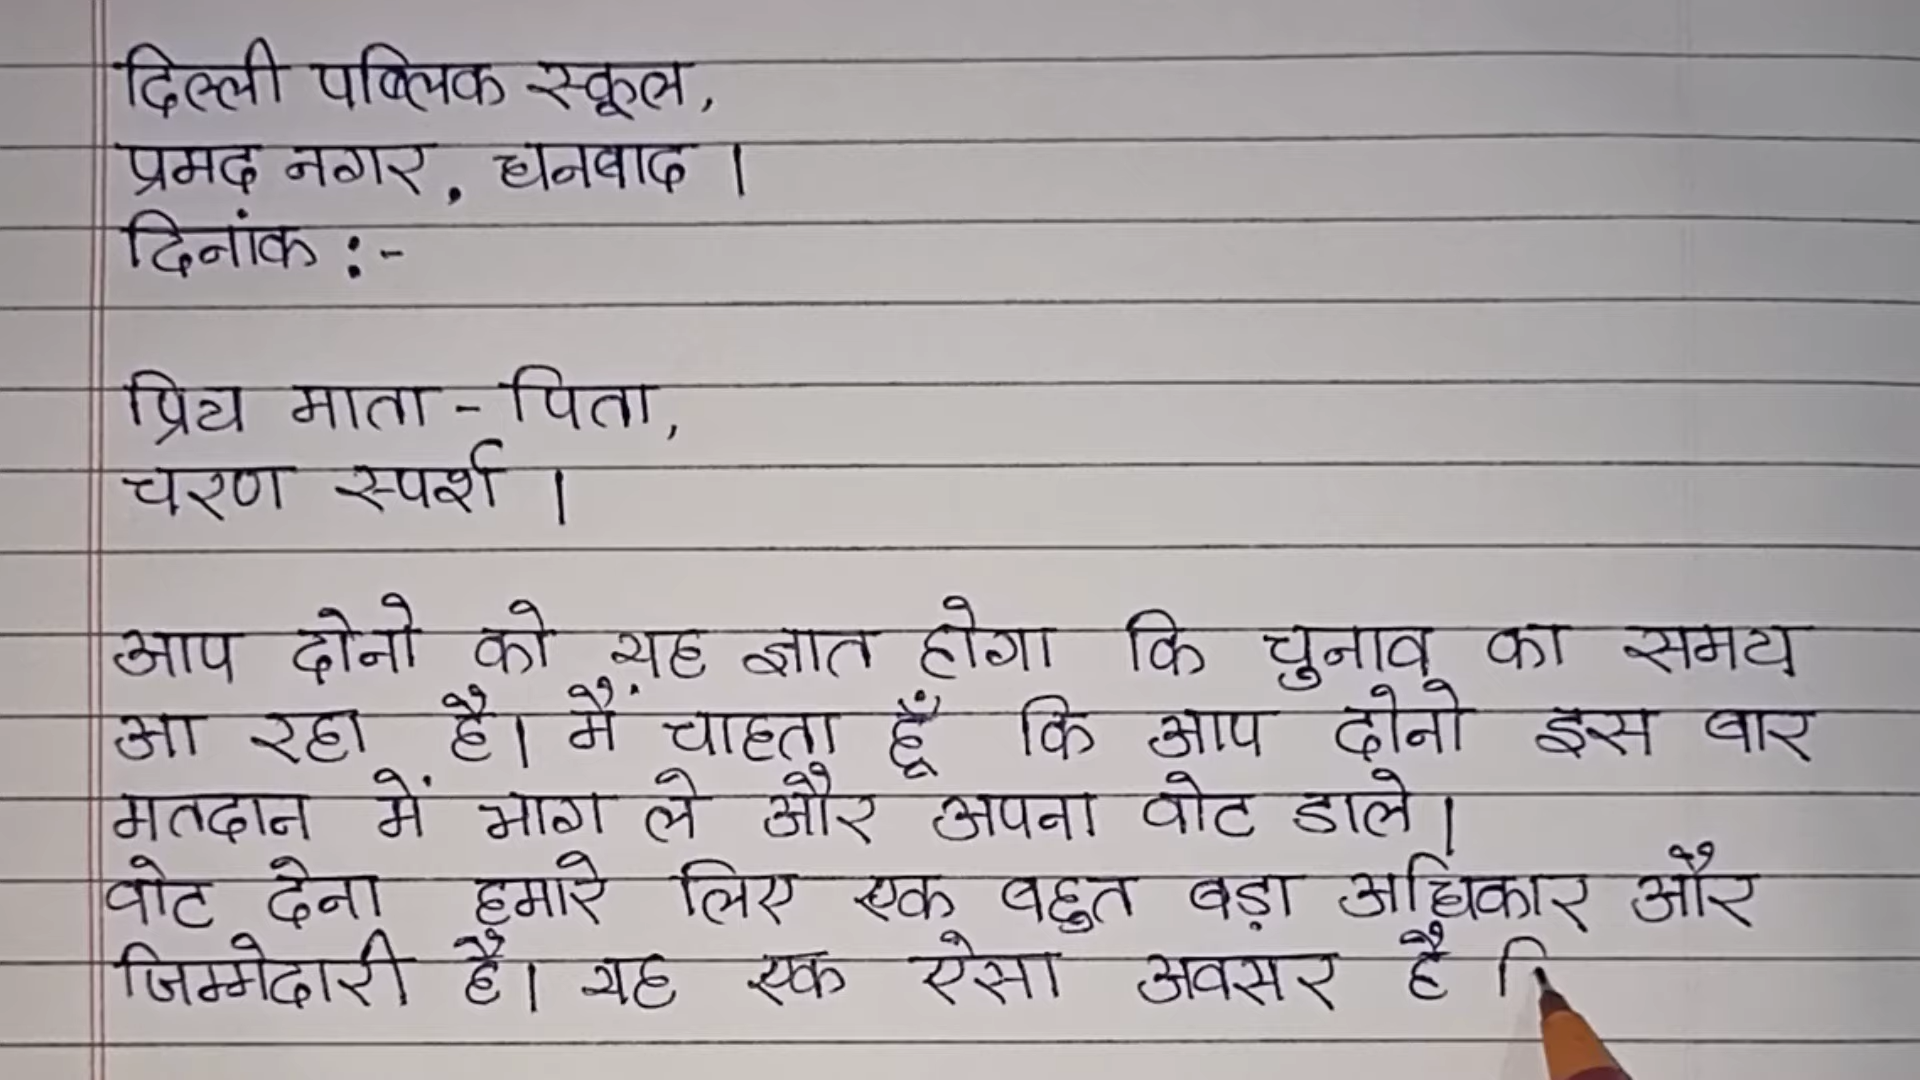 दिल्ली पब्लिक स्कूल,
प्रमद नगर, धनबाद ।
दिनांक :-
प्रिय माता - पिता,
चरण स्पर्श ।
आप दोनो को यह ज्ञात होगा कि चुनाव का समय
आ रहा है। मैं चाहता हूँ कि आप दोनो इस बार
मतदान में भाग ले और अपना वोट डाले।
वोट देना हमारे लिए एक बहुत बड़ा अधिकार और
जिम्मेदारी है। यह एक ऐसा अवसर है